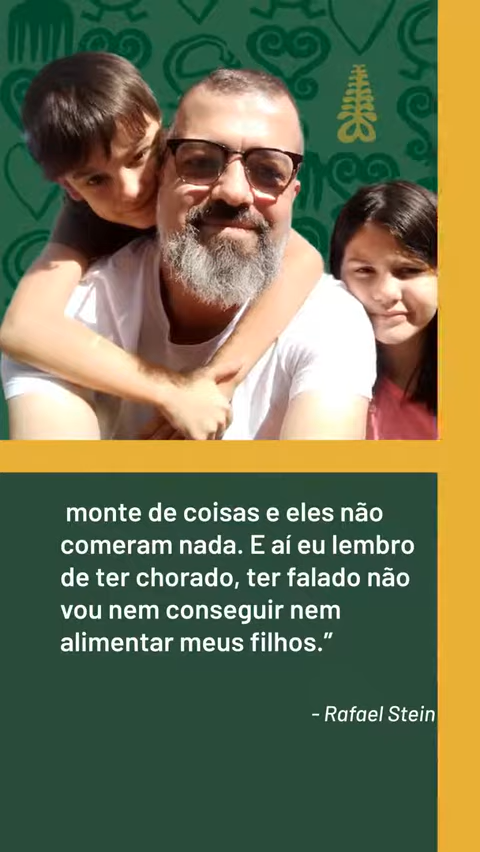 monte de coisas e eles não
comeram nada. E aí eu lembro
de ter chorado, ter falado não
vou nem conseguir nem
alimentar meus filhos.”
- Rafael Stein